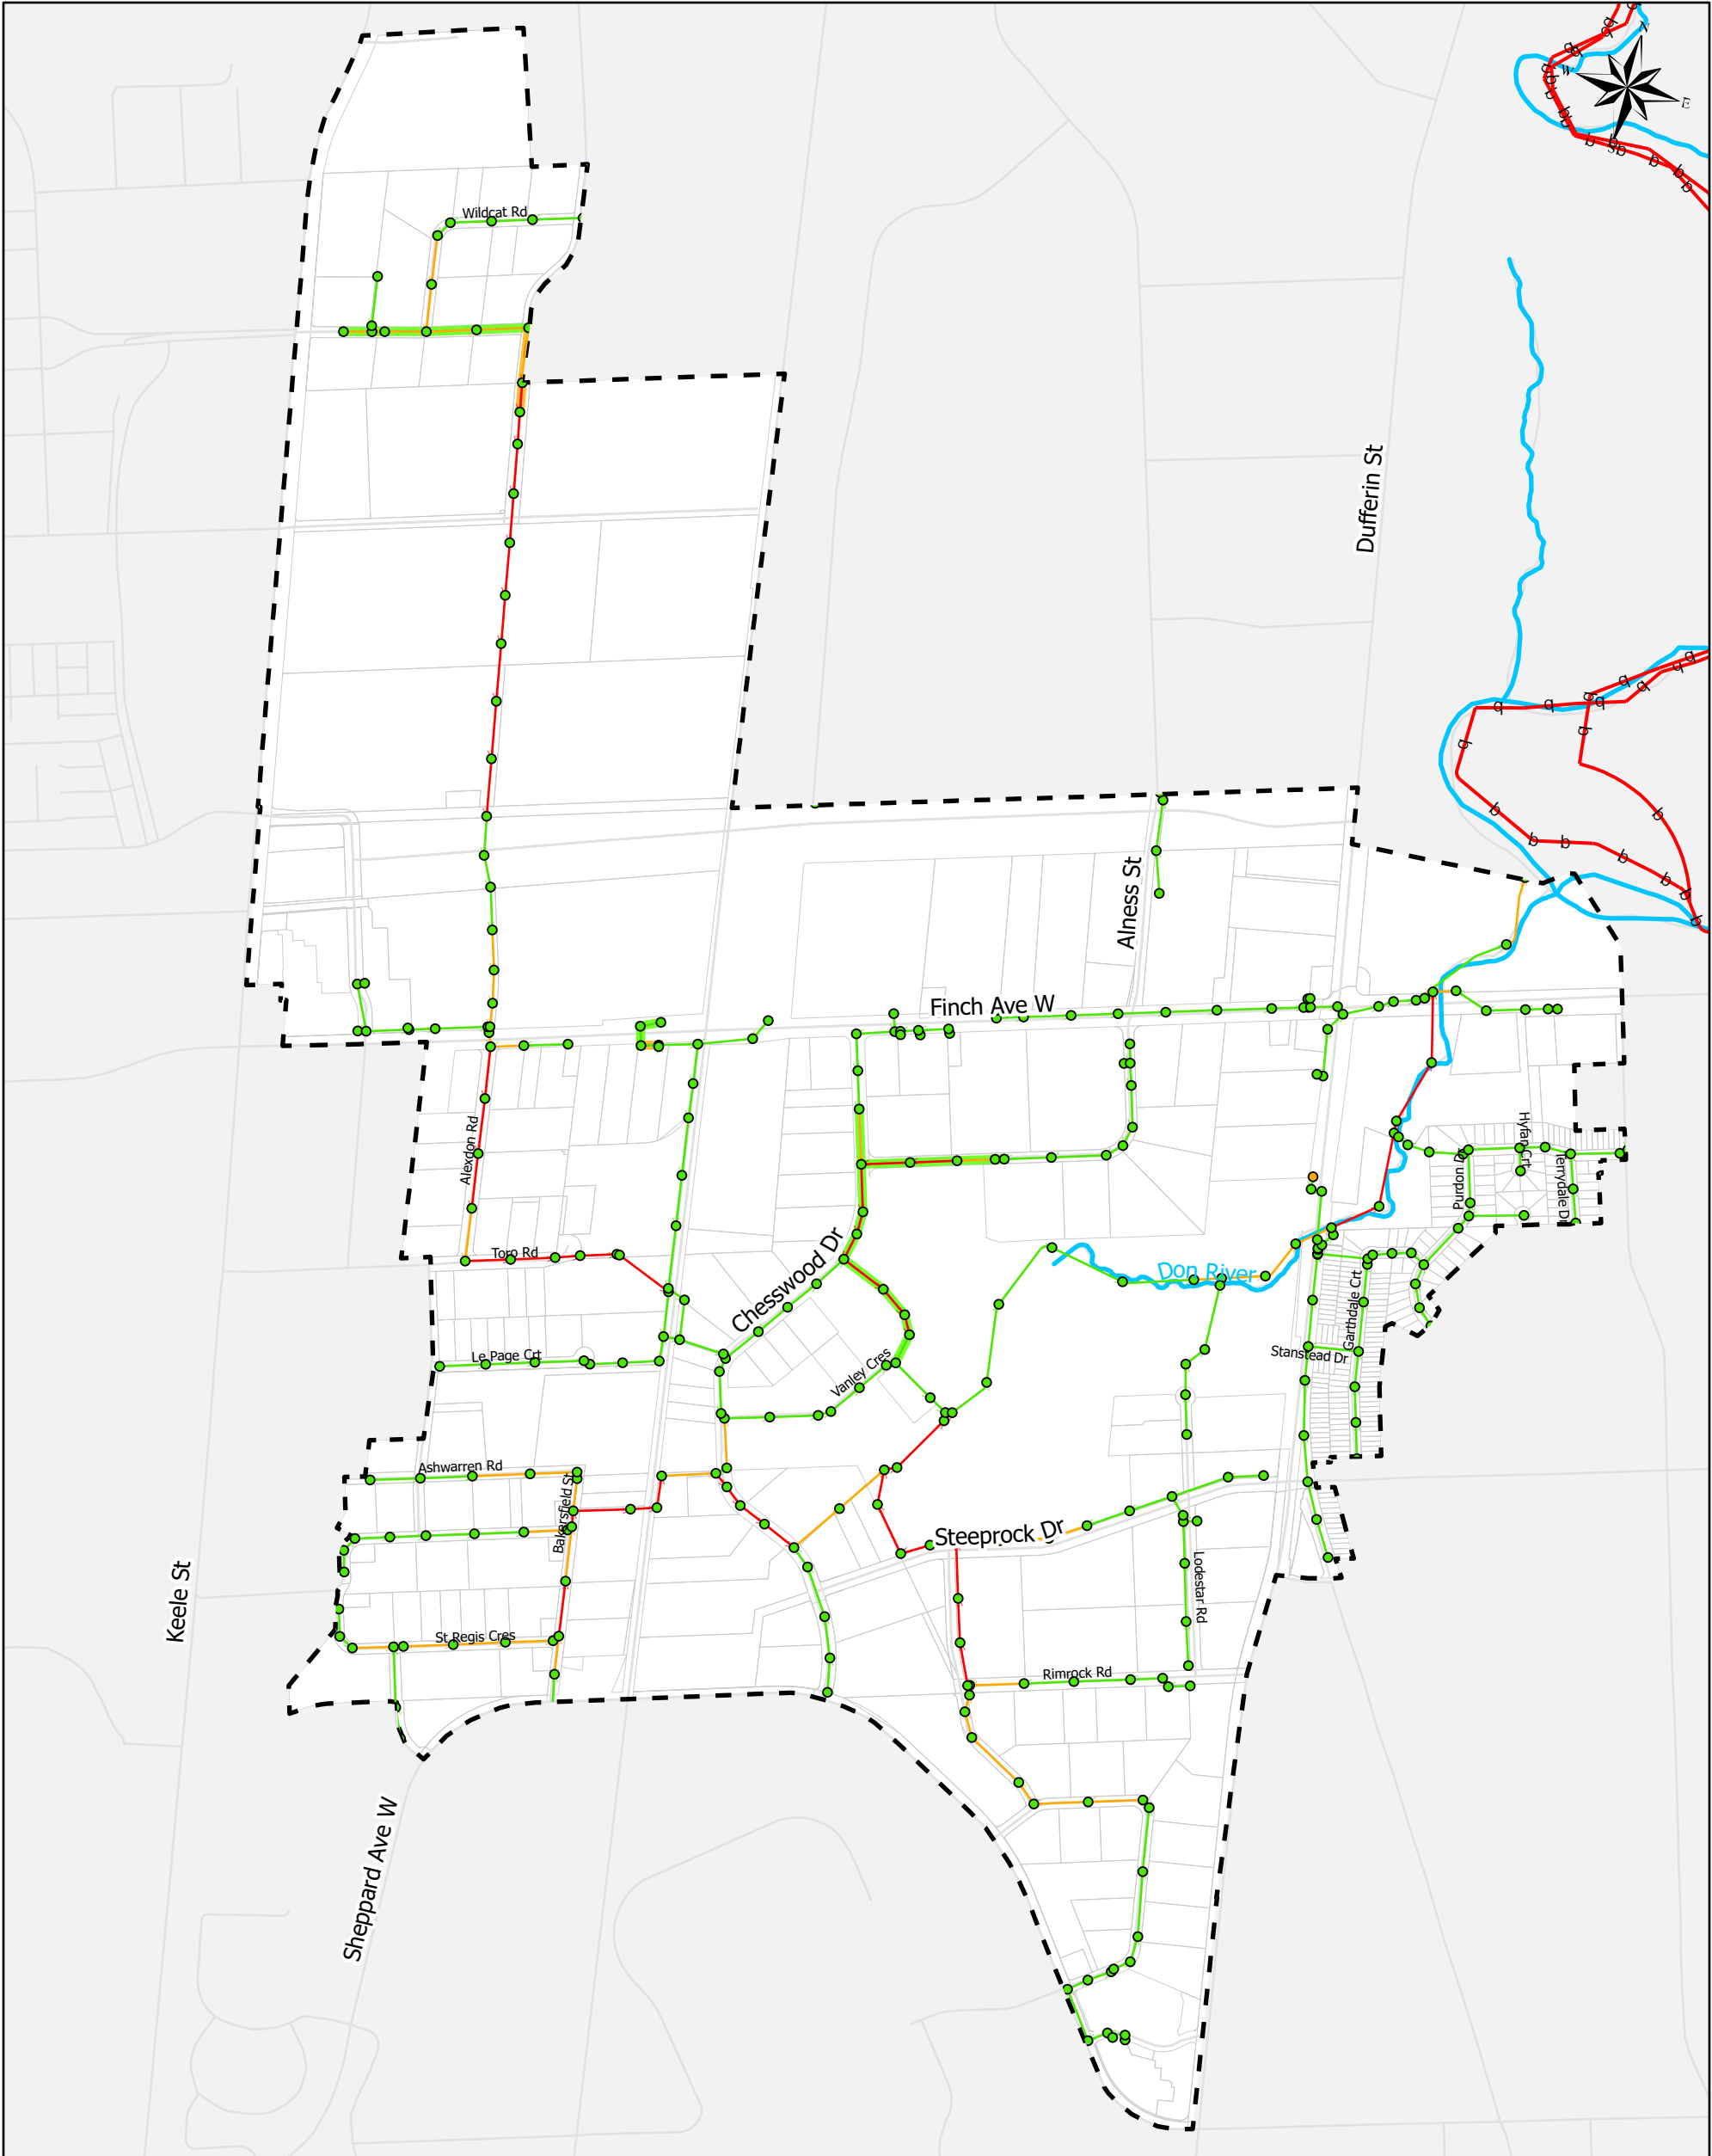 N
W
E
S
Wildcat Rd
Dufferin St
Alness St
Finch Ave W
Alexdon Rd
Hyfan Crt
Purdon Dr
Terrydale Dr
Toro Rd
Chesswood Dr
Don River
Garthdale Crt
Stanstead Dr
Le Page Crt
Vanley Cres
Ashwarren Rd
Bakersfield St
Steeprock Dr
Lodestar Rd
Keele St
St Regis Cres
Rimrock Rd
Sheppard Ave W